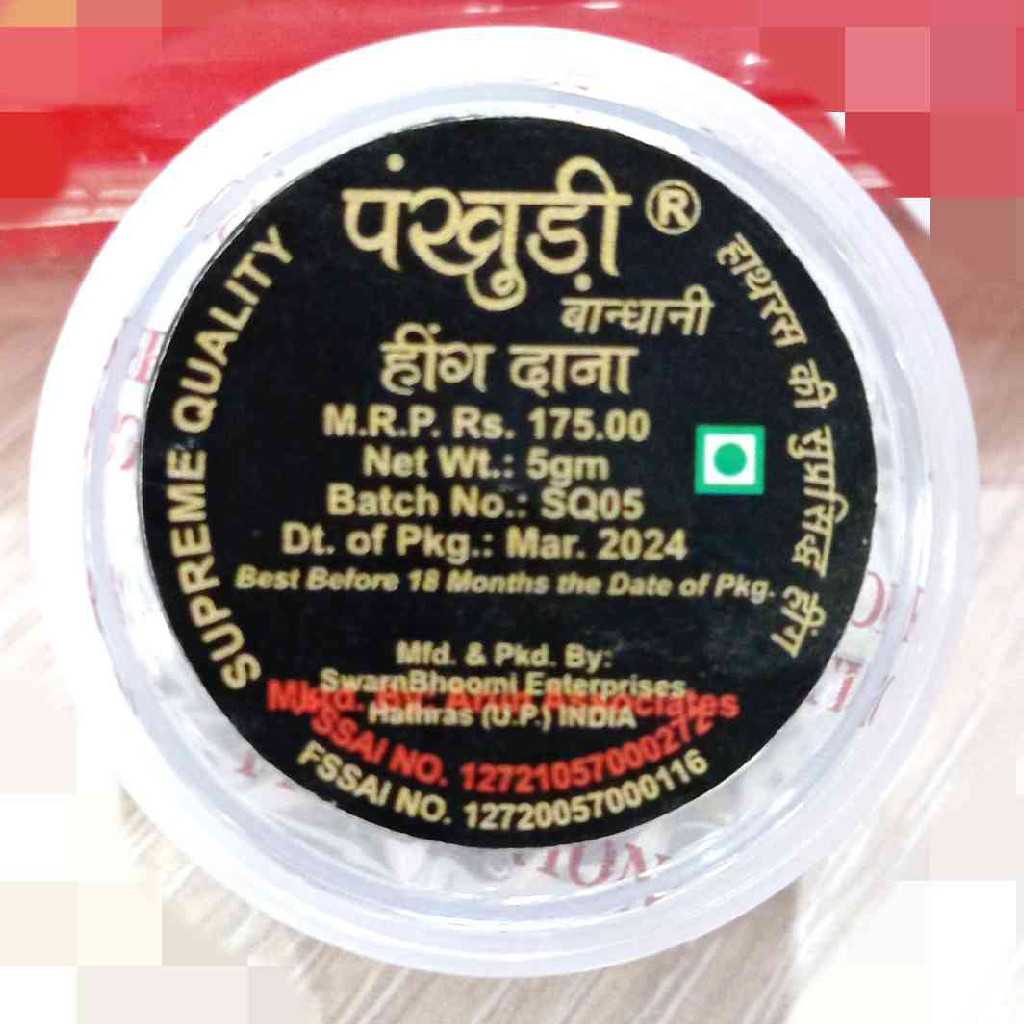 पंखुड़ी ®
बान्धानी
हींग दाना
M.R.P. Rs. 175.00
Net Wt.: 5gm
Batch No.: SQ05
Dt. of Pkg.: Mar. 2024
Best Before 18 Months the Date of Pkg.
Mfd. & Pkd. By:
SwarnBhoomi Enterprises
Hathras (U.P.) INDIA
Associates
FSSAI NO. 12721057000272
FSSAI NO. 12720057000116
SUPREME QUALITY
हाथरस की सुप्रसिद्ध हींग